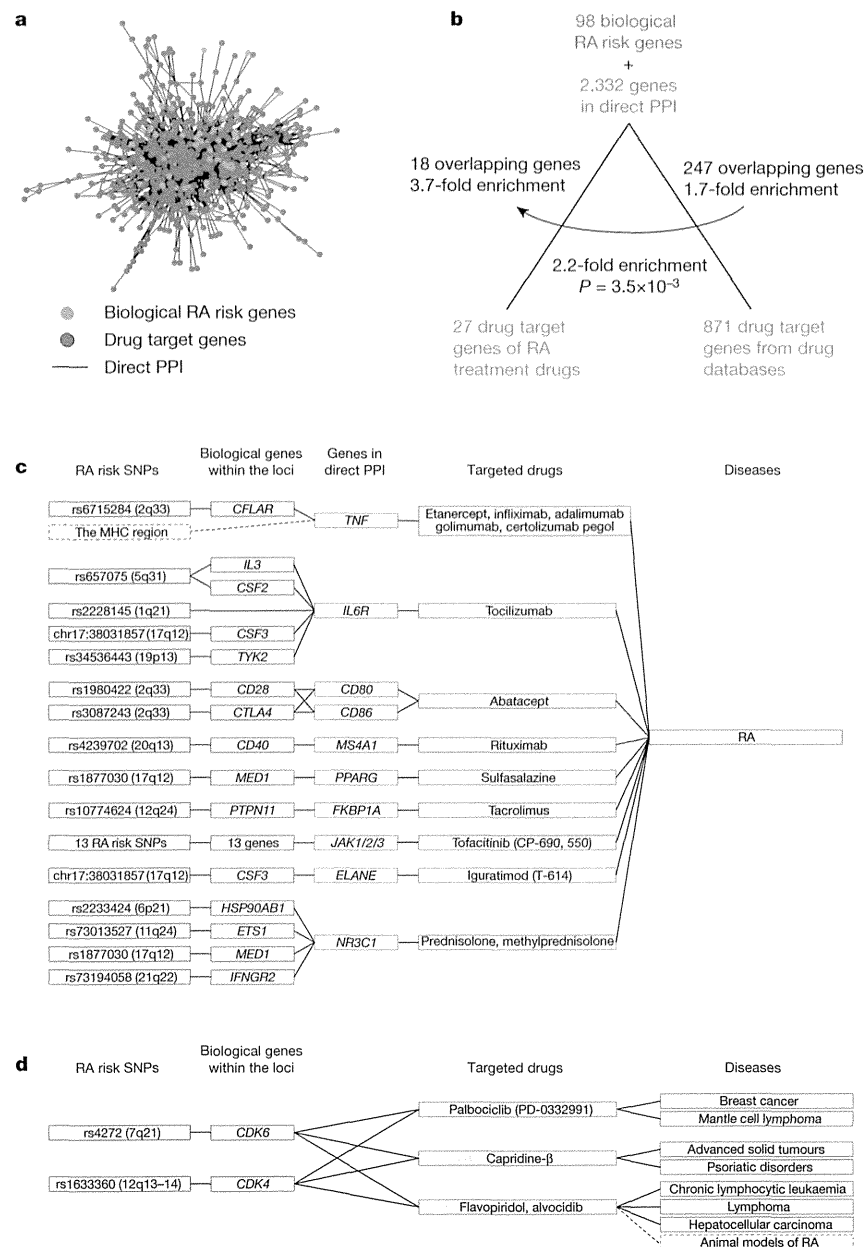 a
Biological RA risk genes
Drug target genes
Direct PPI
b
98 biological
RA risk genes
+
2,332 genes
in direct PPI
18 overlapping genes
3.7-fold enrichment
247 overlapping genes
1.7-fold enrichment
2.2-fold enrichment
P = 3.5×10⁻³
27 drug target
genes of RA
treatment drugs
871 drug target
genes from drug
databases
c
RA risk SNPs
Biological genes
within the loci
Genes in
direct PPI
Targeted drugs
Diseases
rs6715284 (2q33)
CFLAR
The MHC region
TNF
Etanercept, infliximab, adalimumab
golimumab, certolizumab pegol
rs657075 (5q31)
IL3
CSF2
rs2228145 (1q21)
IL6R
Tocilizumab
chr17:38031857(17q12)
CSF3
rs34536443 (19p13)
TYK2
rs1980422 (2q33)
CD28
CD80
rs3087243 (2q33)
CTLA4
CD86
Abatacept
rs4239702 (20q13)
CD40
MS4A1
Rituximab
RA
rs1877030 (17q12)
MED1
PPARG
Sulfasalazine
rs10774624 (12q24)
PTPN11
FKBP1A
Tacrolimus
13 RA risk SNPs
13 genes
JAK1/2/3
Tofacitinib (CP-690, 550)
chr17:38031857(17q12)
CSF3
ELANE
Iguratimod (T-614)
rs2233424 (6p21)
HSP90AB1
rs73013527 (11q24)
ETS1
rs1877030 (17q12)
MED1
rs73194058 (21q22)
IFNGR2
NR3C1
Prednisolone, methylprednisolone
d
RA risk SNPs
Biological genes
within the loci
Targeted drugs
Diseases
rs4272 (7q21)
CDK6
rs1633360 (12q13–14)
CDK4
Palbociclib (PD-0332991)
Breast cancer
Mantle cell lymphoma
Capridine-β
Advanced solid tumours
Psoriatic disorders
Flavopiridol, alvocidib
Chronic lymphocytic leukaemia
Lymphoma
Hepatocellular carcinoma
Animal models of RA